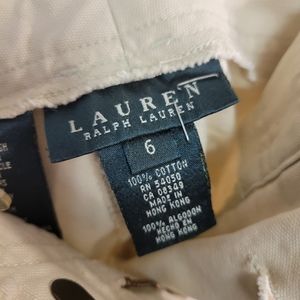 LAUREN
RALPH LAUREN
6
100% COTTON
RN 54050
CA 08349
MADE IN
HONG KONG
100% ALGODON
HECHO EN
HONG KONG